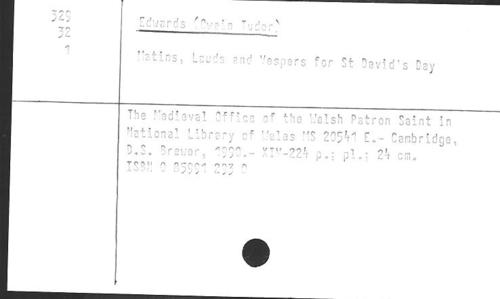 329
32
1
Edwards (Owain Tudor)
Matins, Lauds and Vespers for St David's Day
The Medieval Office of the Welsh Patron Saint in
National Library of Wales MS 20541 E.- Cambridge,
D.S. Brewer, 1990.- XIV-224 p.; pl.; 24 cm.
ISBN 0 85991 233 0